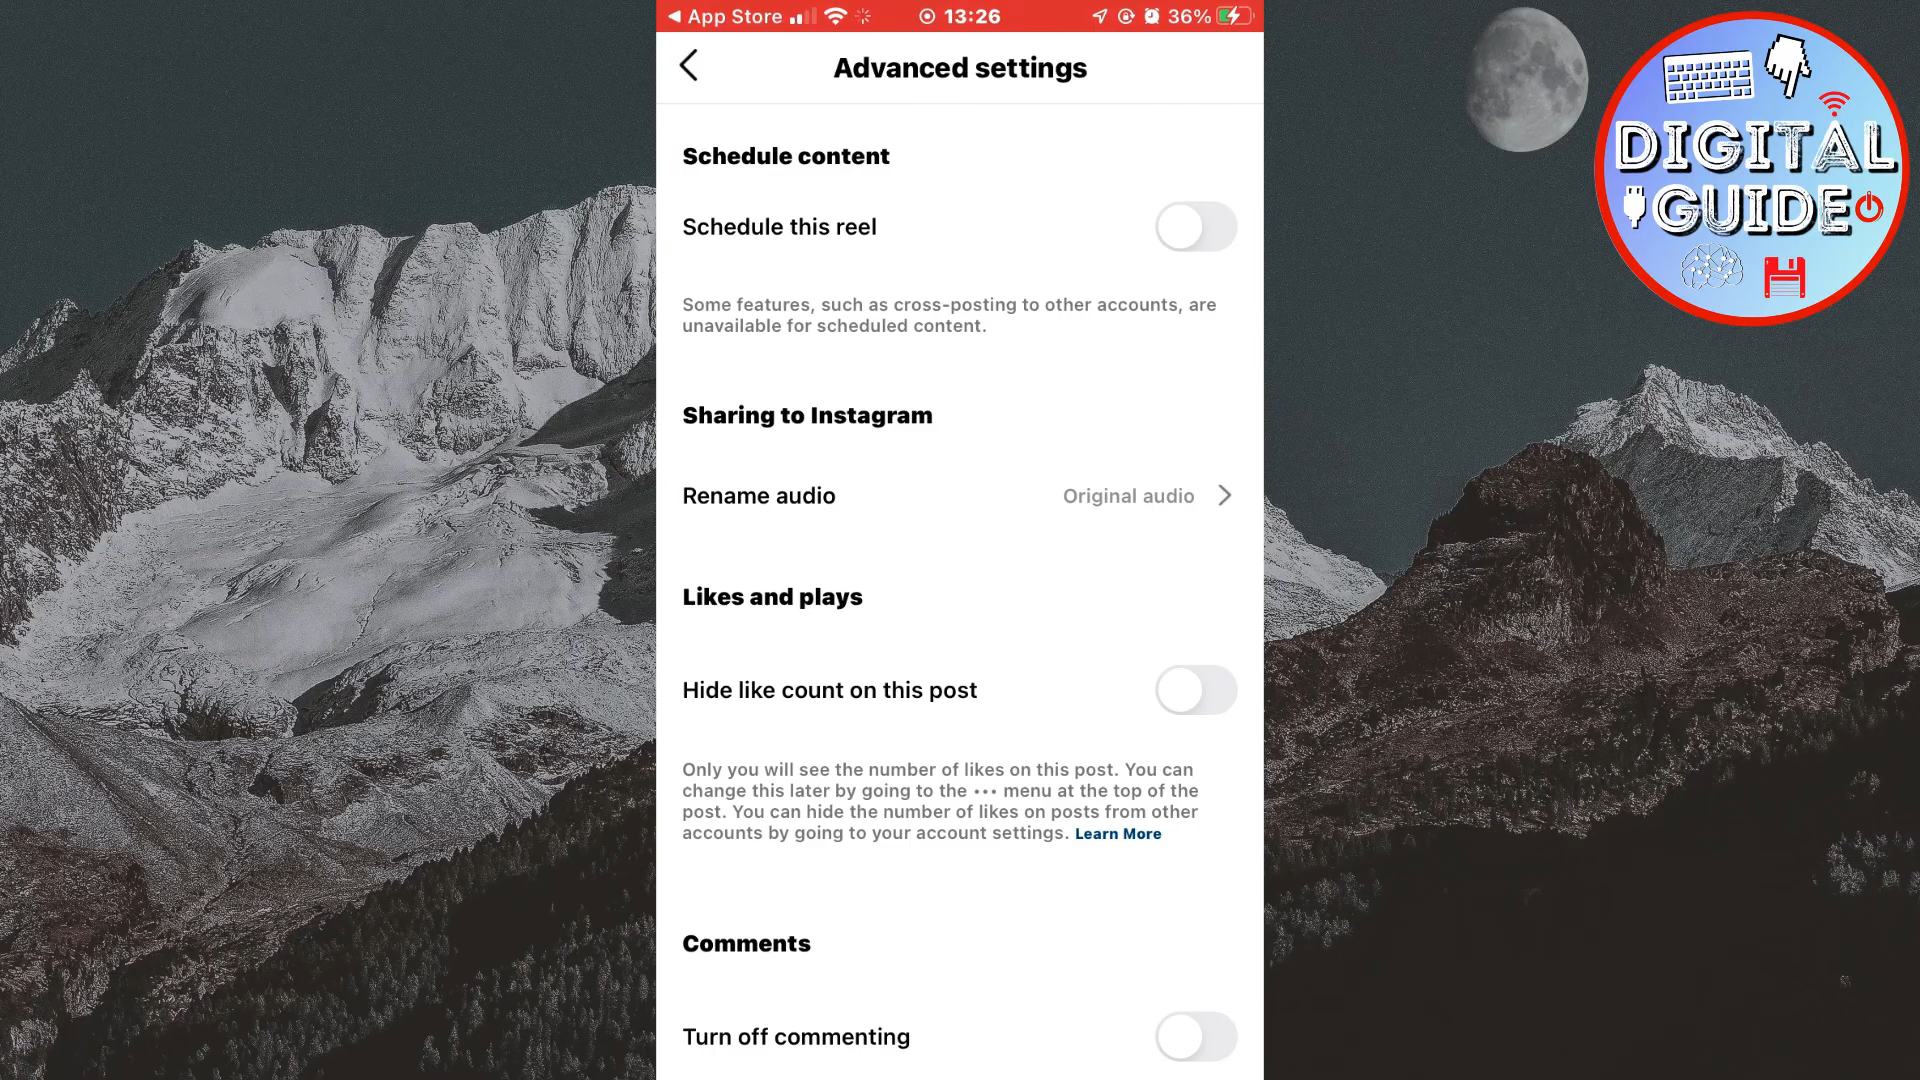 App Store
13:26
36%
Advanced settings
DIGITAL
GUIDE
Schedule content
Schedule this reel
Some features, such as cross-posting to other accounts, are
unavailable for scheduled content.
Sharing to Instagram
Rename audio
Original audio
Likes and plays
Hide like count on this post
Only you will see the number of likes on this post. You can
change this later by going to the ••• menu at the top of the
post. You can hide the number of likes on posts from other
accounts by going to your account settings. Learn More
Comments
Turn off commenting